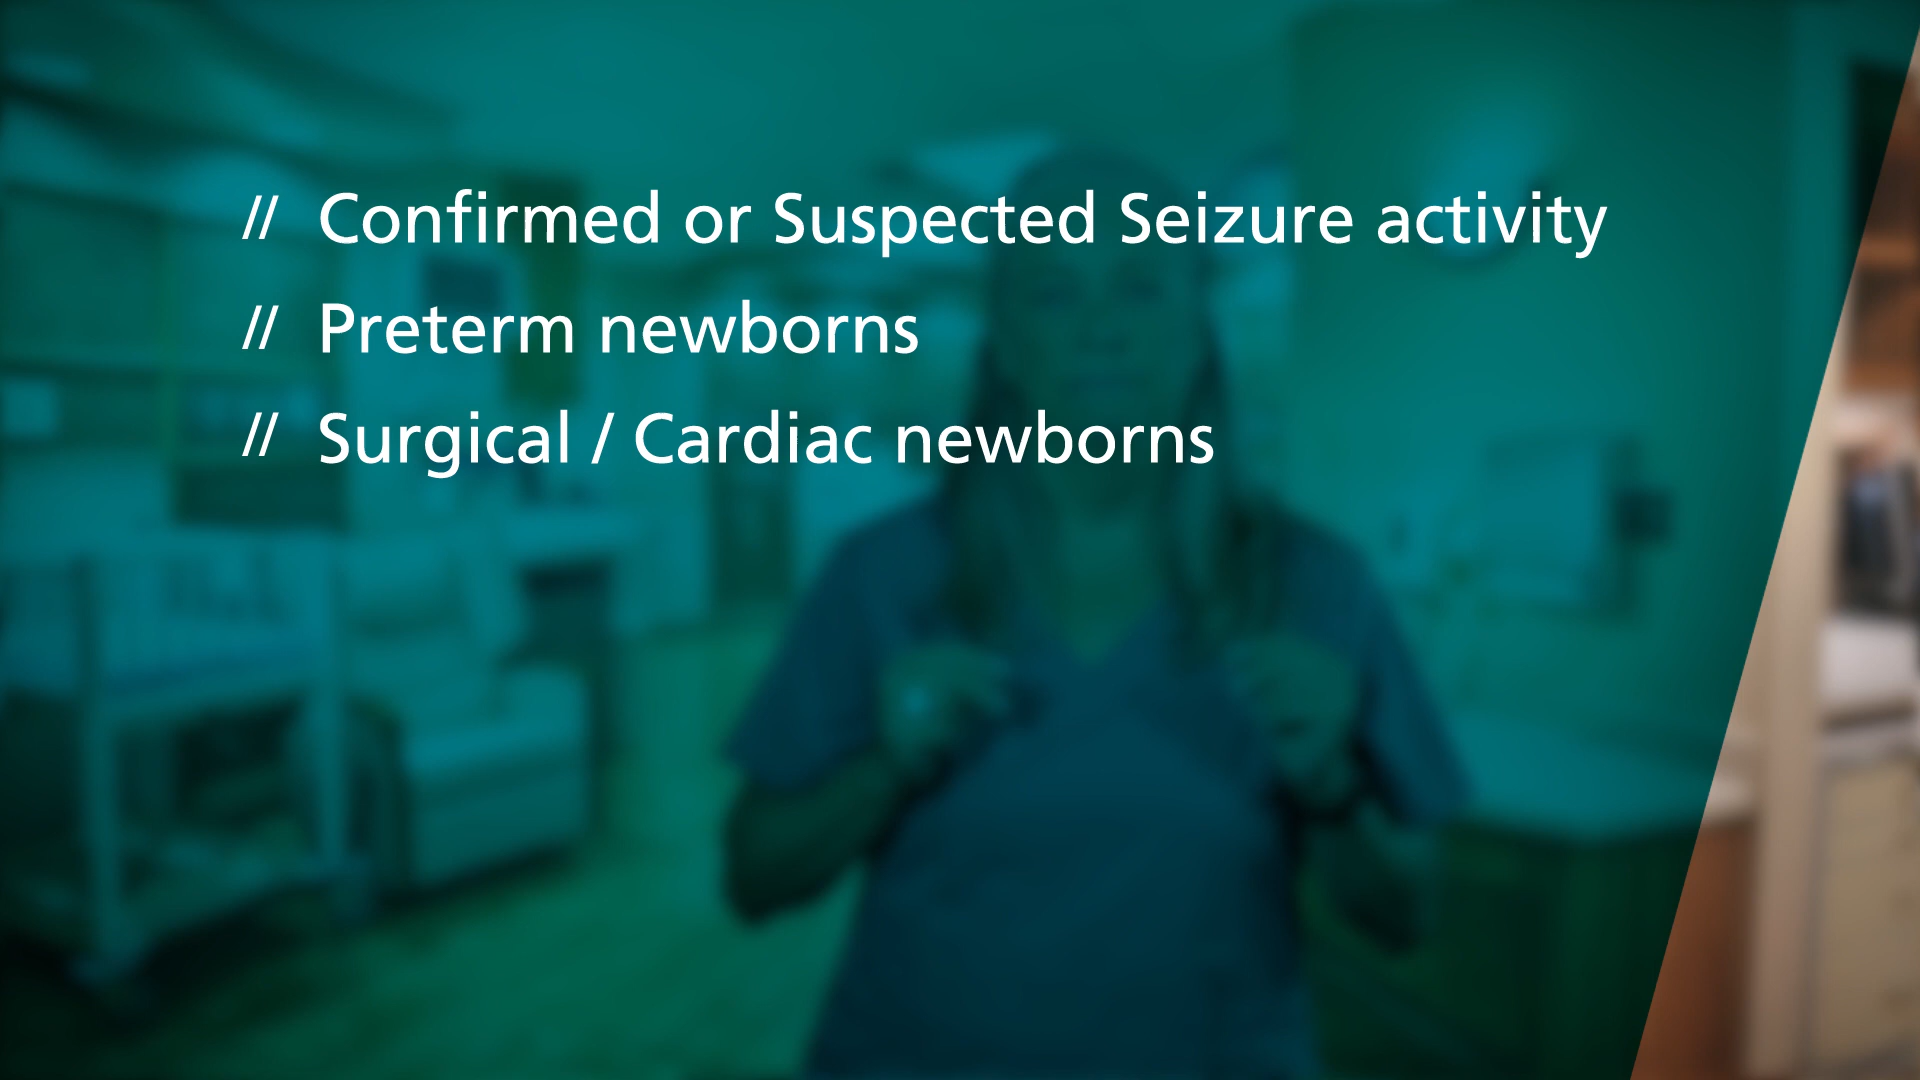 // Confirmed or Suspected Seizure activity
// Preterm newborns
// Surgical / Cardiac newborns